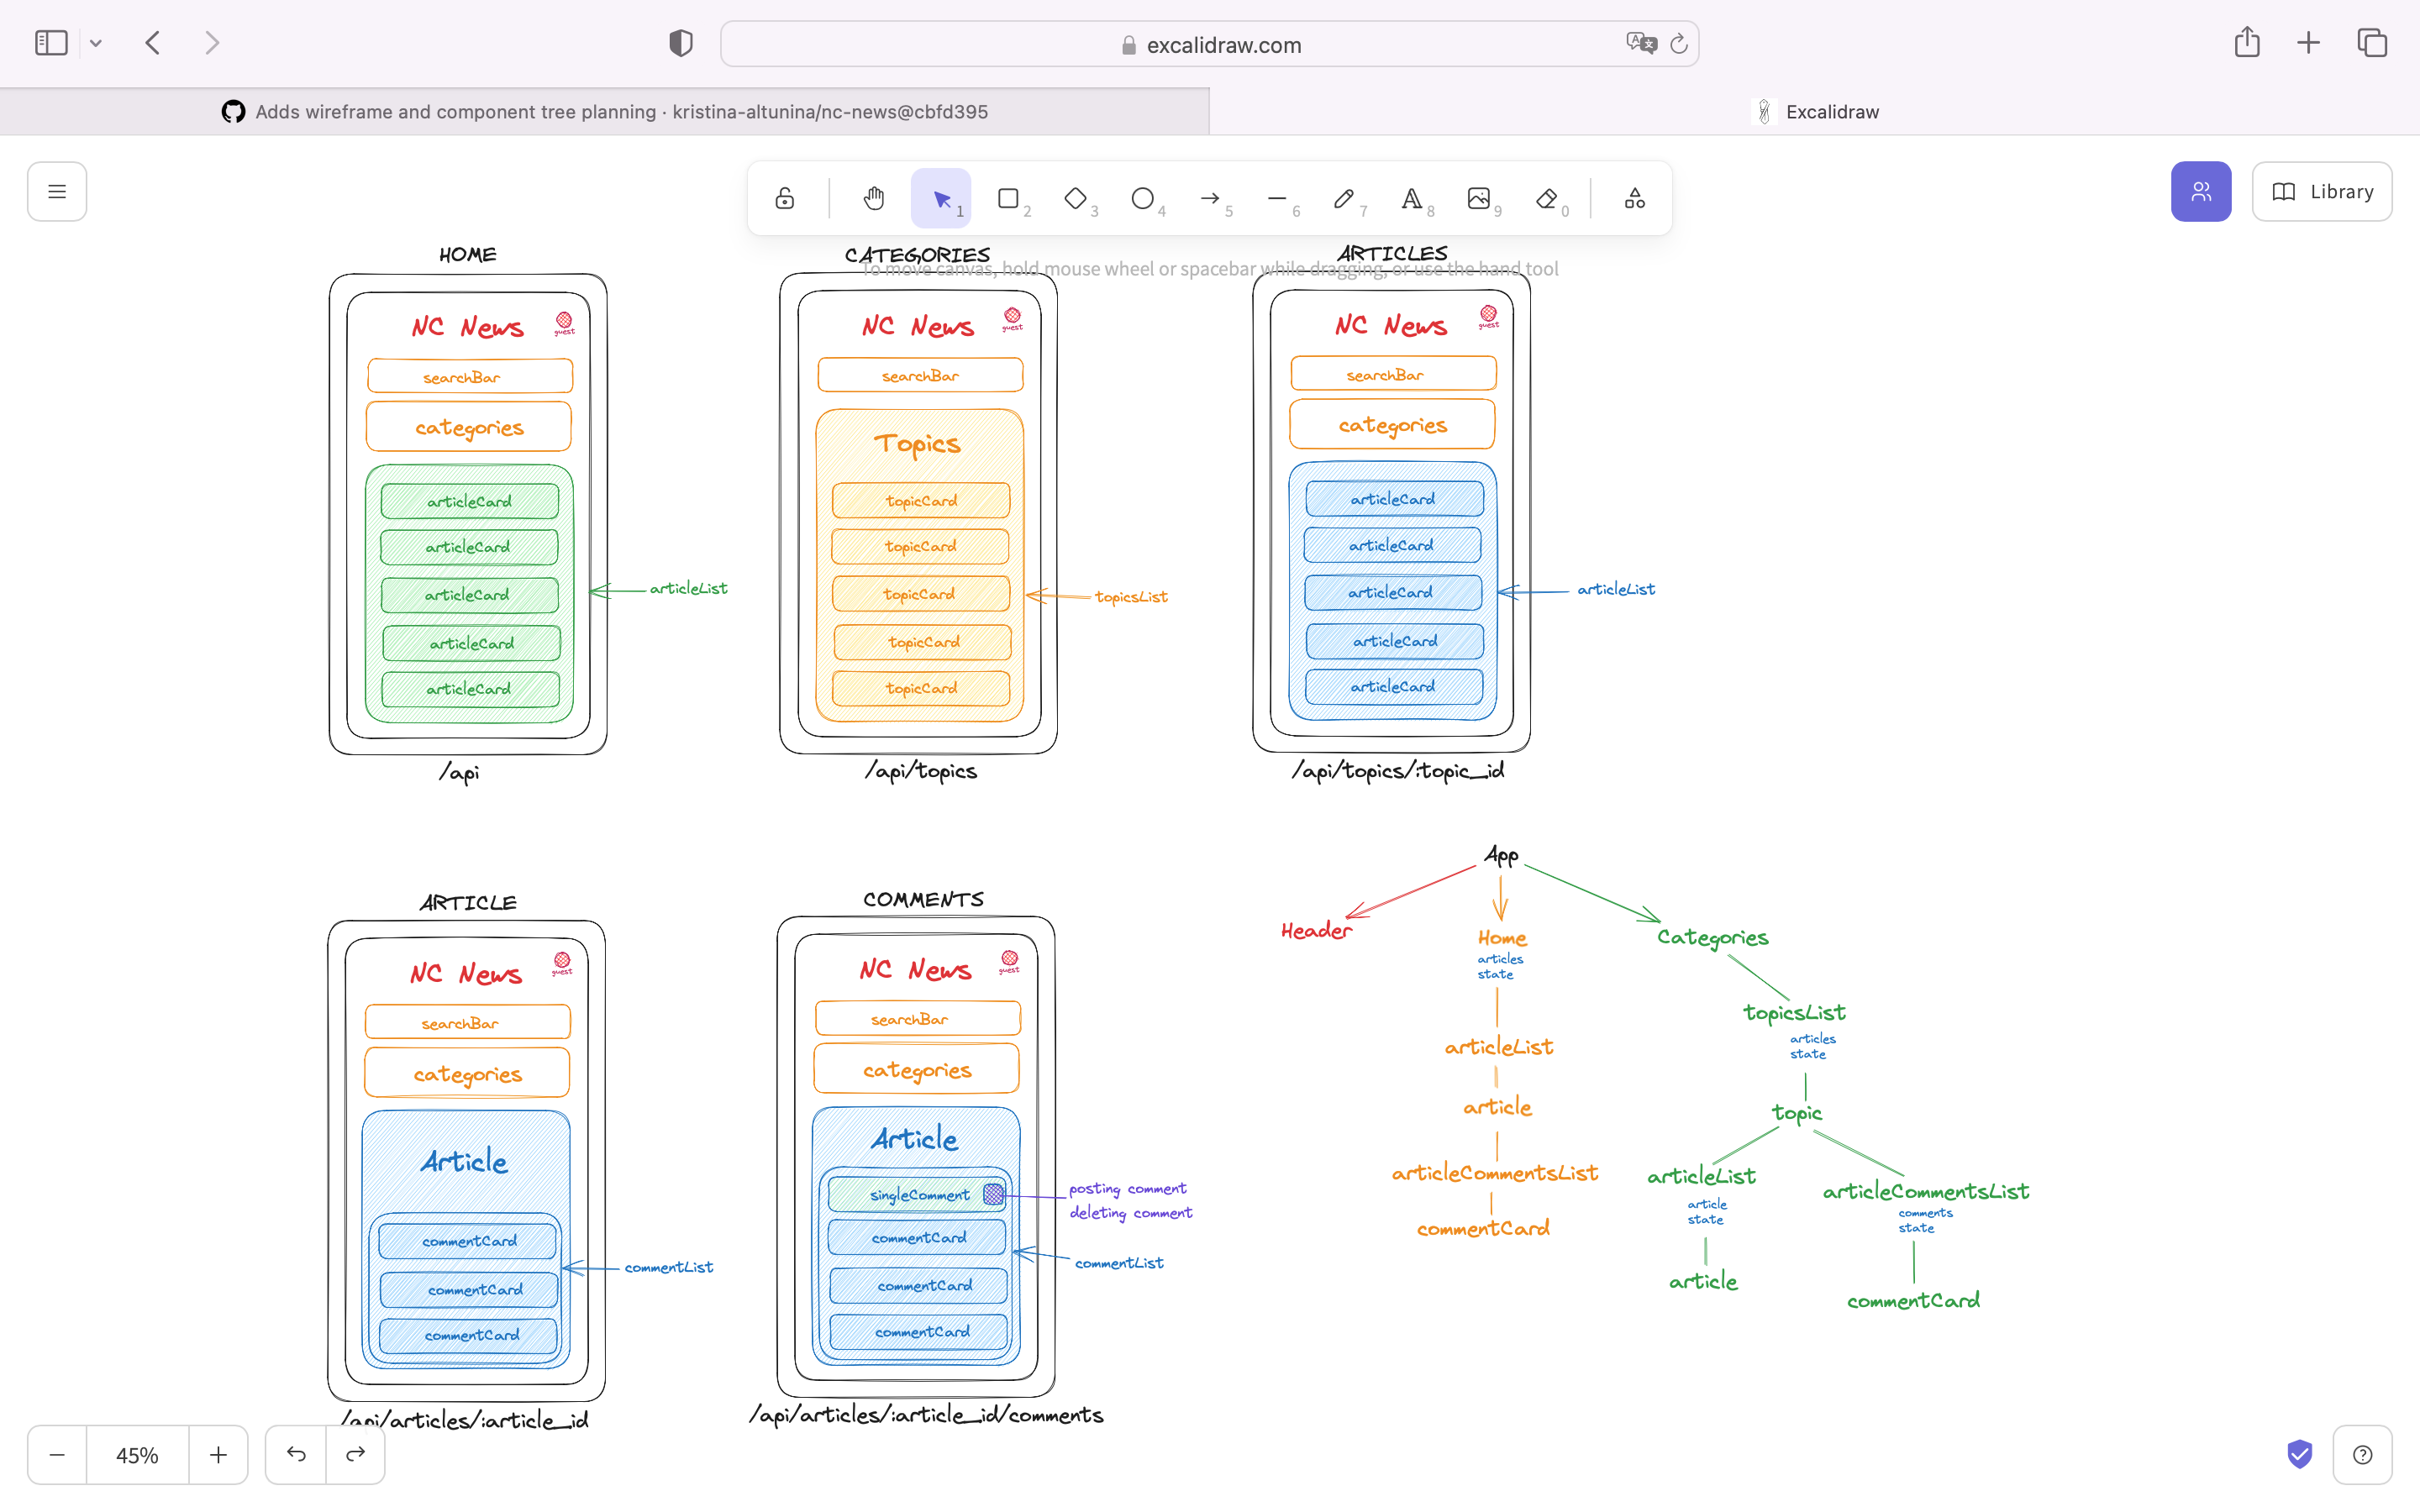 excalidraw.com
Adds wireframe and component tree planning · kristina-altunina/nc-news@cbfd395
Excalidraw
1
2
3
4
5
6
7
8
9
0
Library
To move canvas, hold mouse wheel or spacebar while dragging, or use the hand tool
HOME
NC News
guest
searchBar
categories
articleCard
articleCard
articleCard
articleCard
articleCard
articleList
/api
CATEGORIES
NC News
guest
searchBar
Topics
topicCard
topicCard
topicCard
topicCard
topicCard
topicsList
/api/topics
ARTICLES
NC News
guest
searchBar
categories
articleCard
articleCard
articleCard
articleCard
articleCard
articleList
/api/topics/:topic_id
ARTICLE
NC News
guest
searchBar
categories
Article
commentCard
commentCard
commentCard
commentList
/api/articles/:article_id
COMMENTS
NC News
guest
searchBar
categories
Article
singleComment
commentCard
commentCard
commentCard
posting comment
deleting comment
commentList
/api/articles/:article_id/comments
App
Header
Home
articles
state
articleList
article
articleCommentsList
commentCard
Categories
topicsList
articles
state
topic
articleList
article
state
article
articleCommentsList
comments
state
commentCard
45%